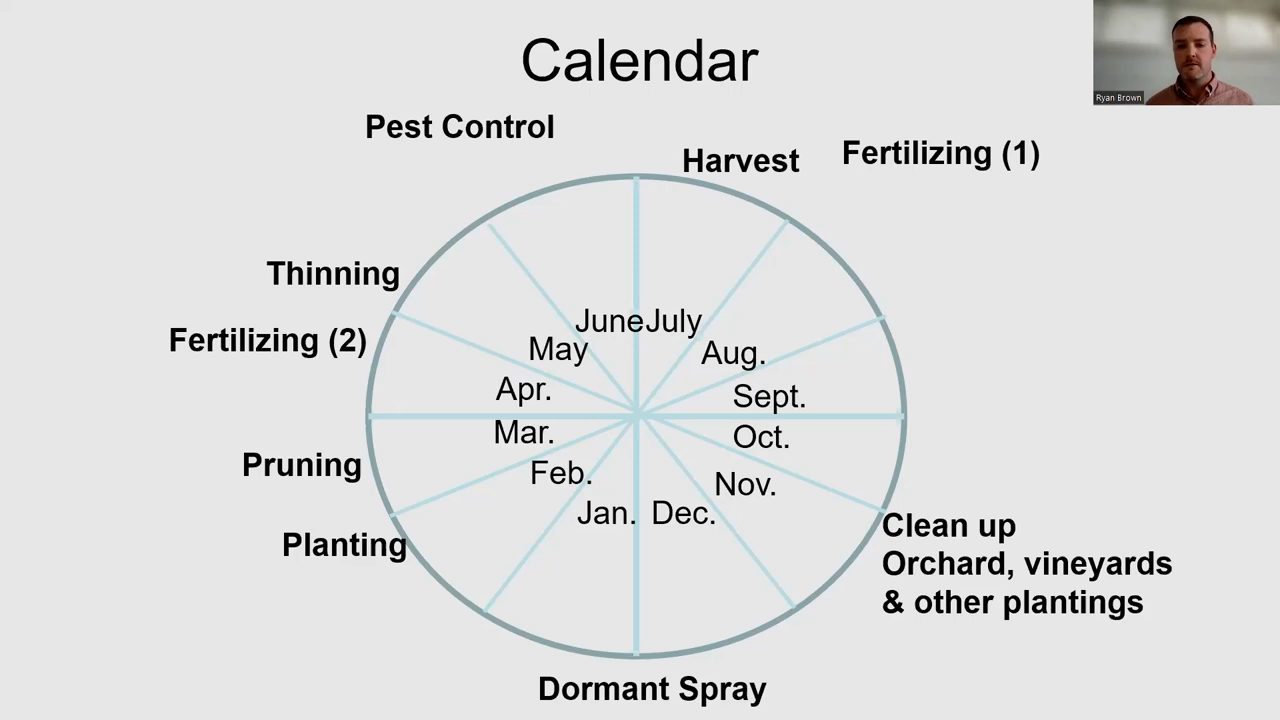 Calendar
Ryan Brown
Pest Control
Harvest
Fertilizing (1)
Thinning
Fertilizing (2)
June
July
May
Aug.
Apr.
Sept.
Mar.
Oct.
Pruning
Feb.
Nov.
Jan.
Dec.
Planting
Clean up
Orchard, vineyards
& other plantings
Dormant Spray